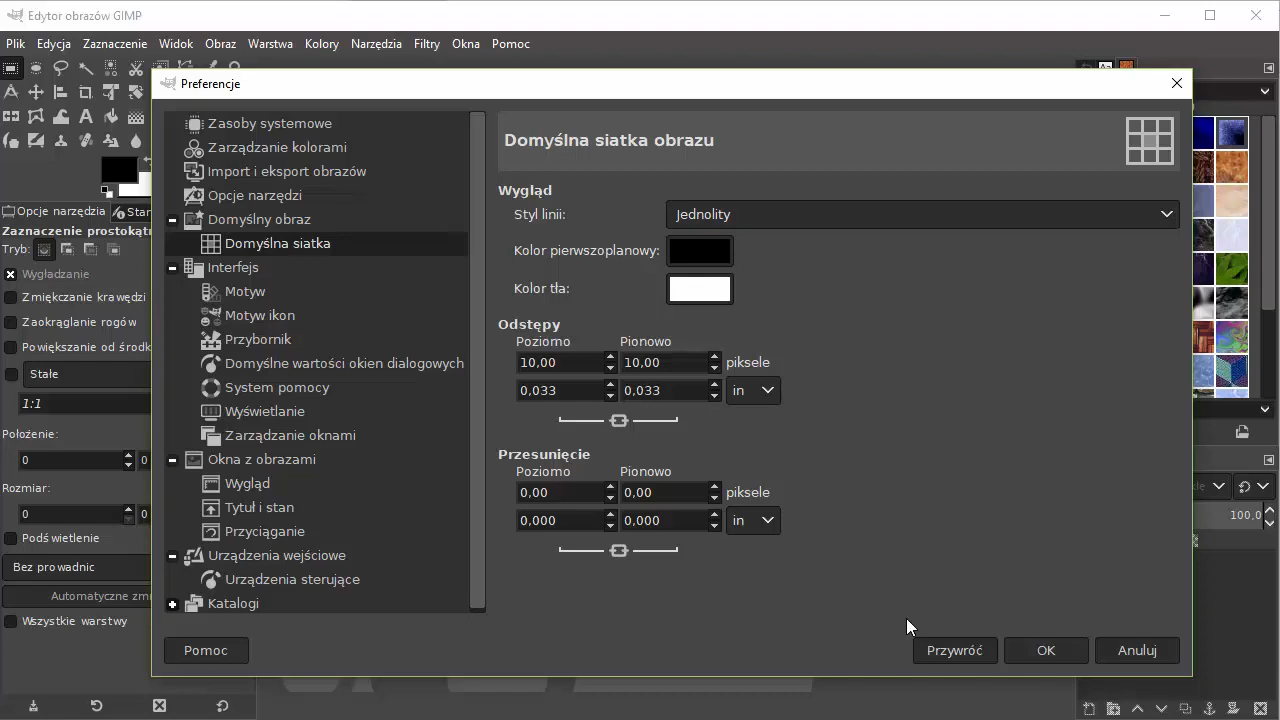 Edytor obrazów GIMP
Plik Edycja Zaznaczenie Widok Obraz Warstwa Kolory Narzędzia Filtry Okna Pomoc
Preferencje
Zasoby systemowe
Zarządzanie kolorami
Import i eksport obrazów
Opcje narzędzi
Domyślny obraz
Domyślna siatka
Interfejs
Motyw
Motyw ikon
Przybornik
Domyślne wartości okien dialogowych
System pomocy
Wyświetlanie
Zarządzanie oknami
Okna z obrazami
Wygląd
Tytuł i stan
Przyciąganie
Urządzenia wejściowe
Urządzenia sterujące
Katalogi
Domyślna siatka obrazu
Wygląd
Styl linii: Jednolity
Kolor pierwszoplanowy:
Kolor tła:
Odstępy
Poziomo Pionowo
10,00 10,00 piksele
0,033 0,033 in
Przesunięcie
Poziomo Pionowo
0,00 0,00 piksele
0,000 0,000 in
Pomoc Przywróć OK Anuluj
Opcje narzędzia
Tryb:
Wygładzanie
Zmiękczanie krawędzi
Zaokrąglanie rogów
Powiększanie od środk
Stałe
1:1
Położenie:
0 0
Rozmiar:
0 0
Podświetlenie
Bez prowadnic
Automatyczne
Wszystkie warstwy
Aa
100,0